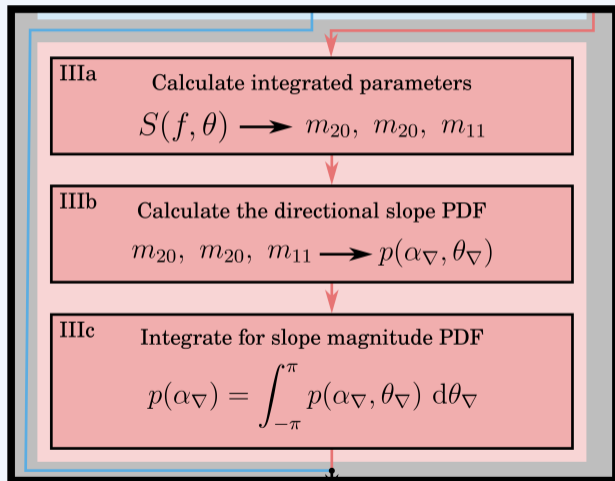 IIIa
Calculate integrated parameters
S(f, θ) ⟶ m₂₀, m₂₀, m₁₁
IIIb
Calculate the directional slope PDF
m₂₀, m₂₀, m₁₁ ⟶ p(α_∇, θ_∇)
IIIc
Integrate for slope magnitude PDF
p(α_∇) = ∫_{-π}^{π} p(α_∇, θ_∇) dθ_∇